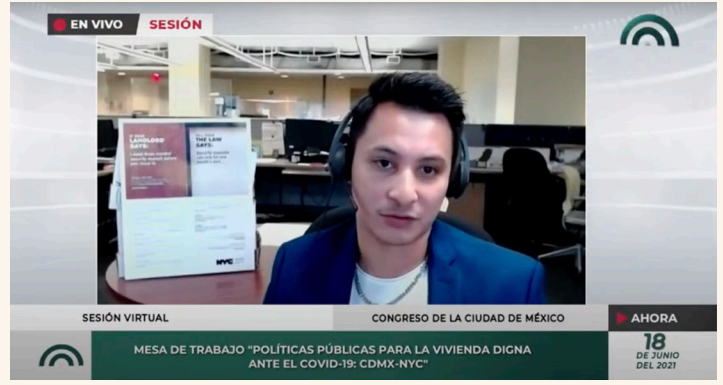 EN VIVO SESIÓN
IF YOUR
LANDLORD
SAYS:
THE LAW
SAYS:
NYC
SESIÓN VIRTUAL
CONGRESO DE LA CIUDAD DE MÉXICO
AHORA
MESA DE TRABAJO "POLÍTICAS PÚBLICAS PARA LA VIVIENDA DIGNA
ANTE EL COVID-19: CDMX-NYC"
18
DE JUNIO
DEL 2021